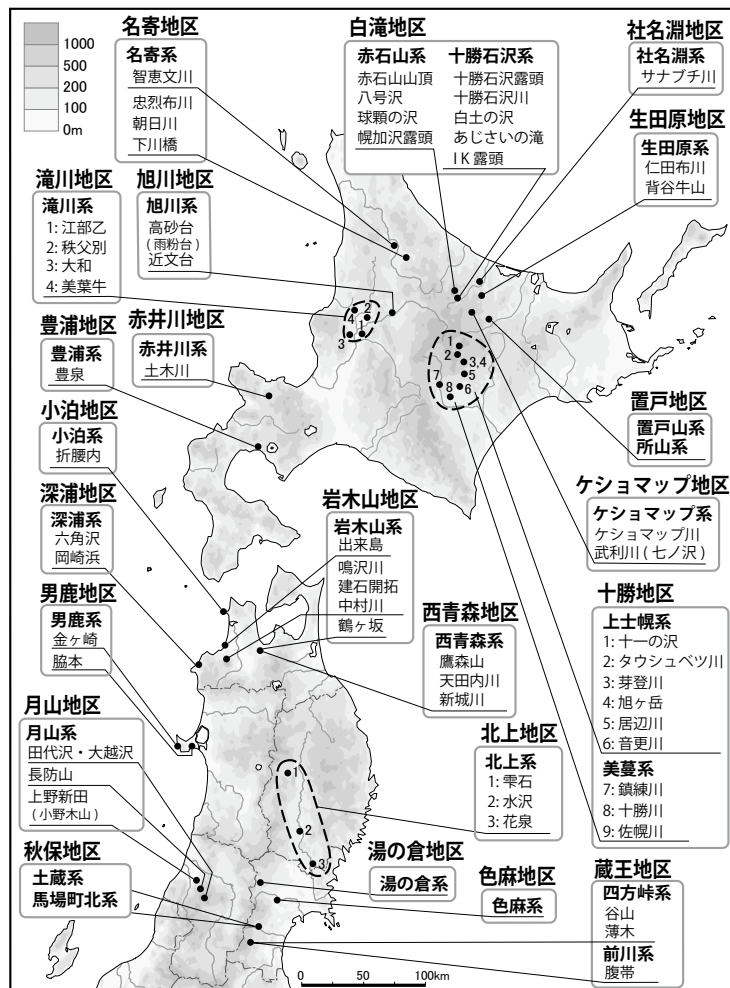 1000
500
200
100
0m
名寄地区
名寄系
智恵文川
忠烈布川
朝日川
下川橋
白滝地区
赤石山系
赤石山山頂
八号沢
球顆の沢
幌加沢露頭
十勝石沢系
十勝石沢露頭
十勝石沢川
白土の沢
あじさいの滝
IK露頭
社名淵地区
社名淵系
サナブチ川
生田原地区
生田原系
仁田布川
背谷牛山
滝川地区
滝川系
1: 江部乙
2: 秩父別
3: 大和
4: 美葉牛
旭川地区
旭川系
高砂台
(雨粉台)
近文台
豊浦地区
豊浦系
豊泉
赤井川地区
赤井川系
土木川
2
4
1
3
1
2
3,4
5
7
6
8
置戸地区
置戸山系
所山系
小泊地区
小泊系
折腰内
ケショマップ地区
ケショマップ系
ケショマップ川
武利川 (七ノ沢)
深浦地区
深浦系
六角沢
岡崎浜
岩木山地区
岩木山系
出来島
鳴沢川
建石開拓
中村川
鶴ヶ坂
男鹿地区
男鹿系
金ヶ崎
脇本
西青森地区
西青森系
鷹森山
天田内川
新城川
十勝地区
上士幌系
1: 十一の沢
2: タウシュベツ川
3: 芽登川
4: 旭ヶ岳
5: 居辺川
6: 音更川
美蔓系
7: 鎮練川
8: 十勝川
9: 佐幌川
月山地区
月山系
田代沢・大越沢
長防山
上野新田
(小野木山)
北上地区
北上系
1: 雫石
2: 水沢
3: 花泉
1
2
3
秋保地区
土蔵系
馬場町北系
湯の倉地区
湯の倉系
色麻地区
色麻系
蔵王地区
四方峠系
谷山
薄木
前川系
腹帯
0 50 100km